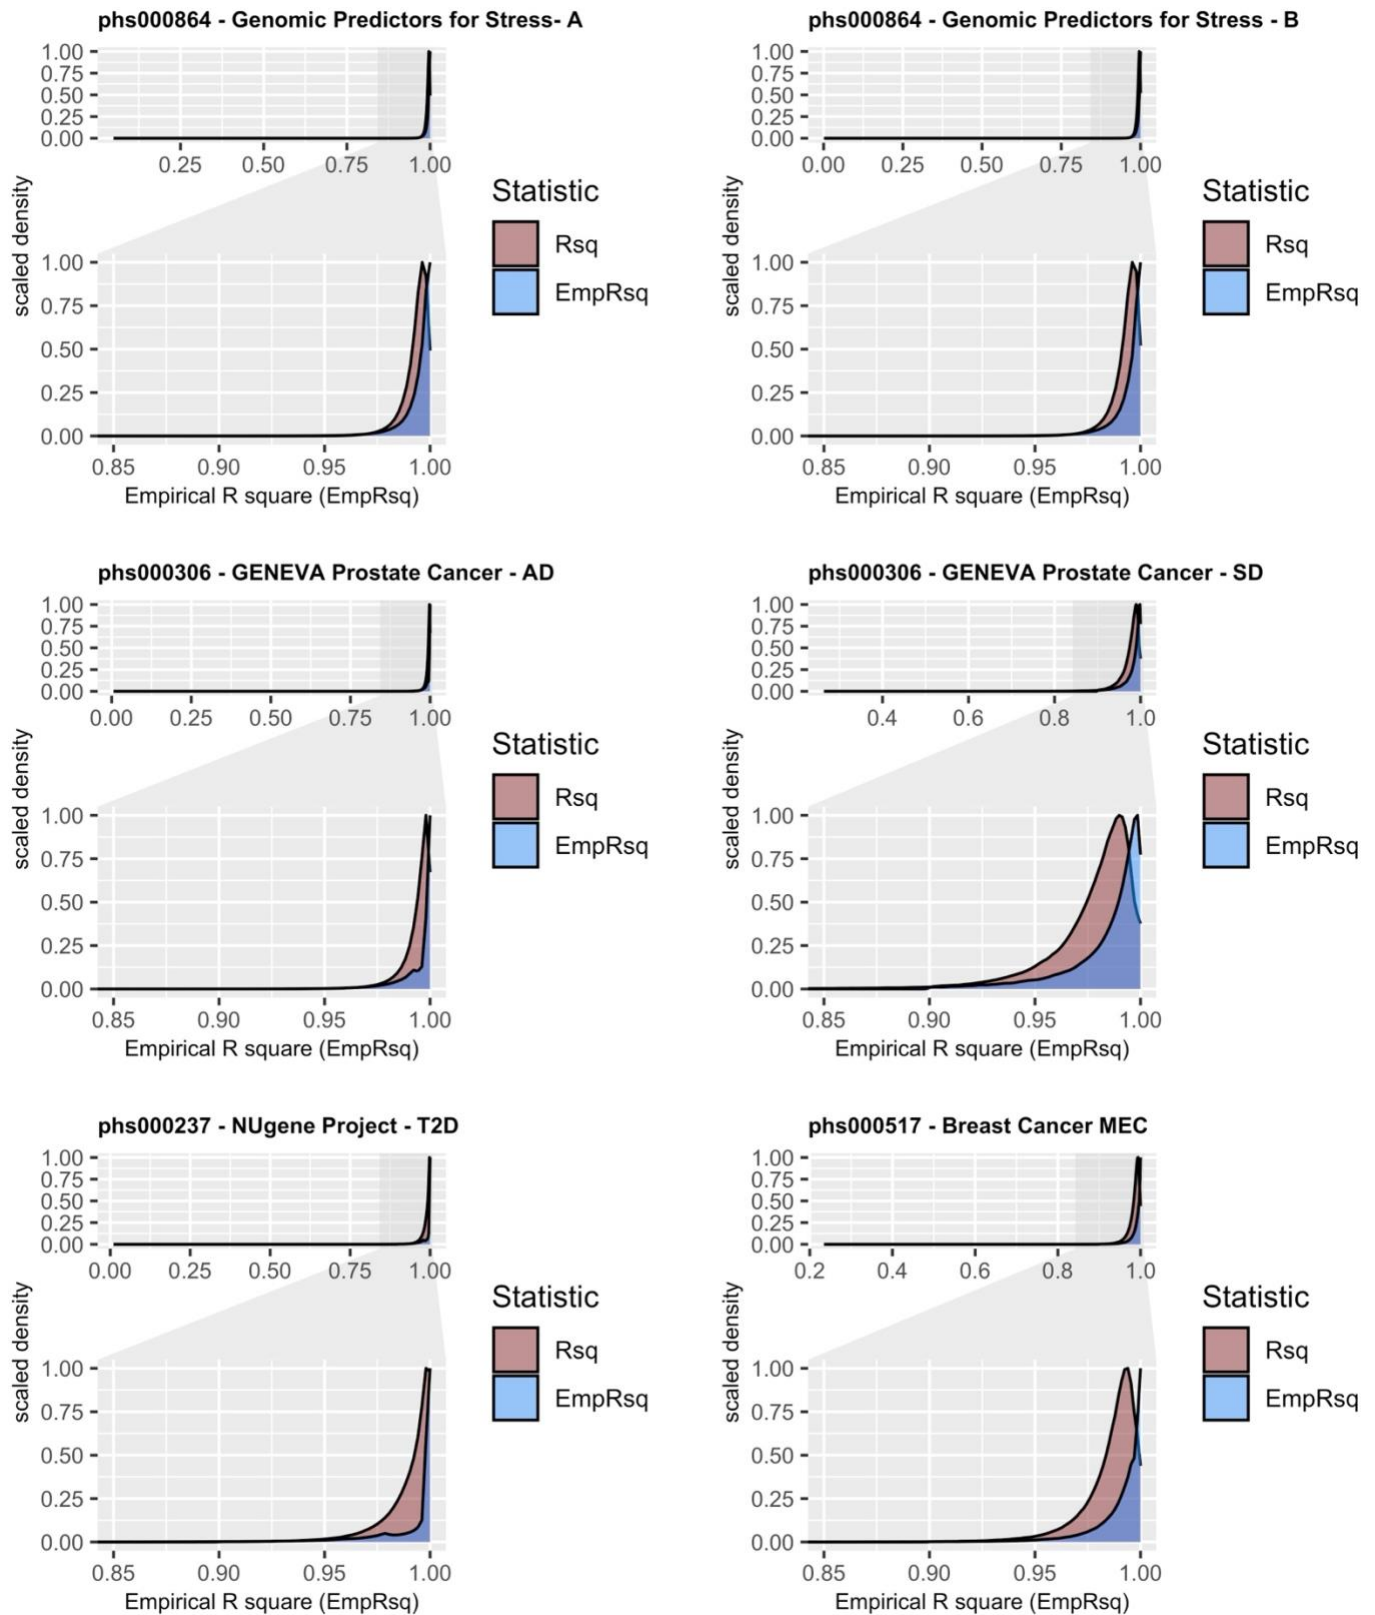 phs000864 - Genomic Predictors for Stress- A
1.00
0.75
0.50
0.25
0.00
0.25 0.50 0.75 1.00
scaled density
1.00
0.75
0.50
0.25
0.00
0.85 0.90 0.95 1.00
Empirical R square (EmpRsq)
Statistic
Rsq
EmpRsq
phs000864 - Genomic Predictors for Stress - B
1.00
0.75
0.50
0.25
0.00
0.00 0.25 0.50 0.75 1.00
scaled density
1.00
0.75
0.50
0.25
0.00
0.85 0.90 0.95 1.00
Empirical R square (EmpRsq)
Statistic
Rsq
EmpRsq
phs000306 - GENEVA Prostate Cancer - AD
1.00
0.75
0.50
0.25
0.00
0.00 0.25 0.50 0.75 1.00
scaled density
1.00
0.75
0.50
0.25
0.00
0.85 0.90 0.95 1.00
Empirical R square (EmpRsq)
Statistic
Rsq
EmpRsq
phs000306 - GENEVA Prostate Cancer - SD
1.00
0.75
0.50
0.25
0.00
0.4 0.6 0.8 1.0
scaled density
1.00
0.75
0.50
0.25
0.00
0.85 0.90 0.95 1.00
Empirical R square (EmpRsq)
Statistic
Rsq
EmpRsq
phs000237 - NUgene Project - T2D
1.00
0.75
0.50
0.25
0.00
0.00 0.25 0.50 0.75 1.00
scaled density
1.00
0.75
0.50
0.25
0.00
0.85 0.90 0.95 1.00
Empirical R square (EmpRsq)
Statistic
Rsq
EmpRsq
phs000517 - Breast Cancer MEC
1.00
0.75
0.50
0.25
0.00
0.2 0.4 0.6 0.8 1.0
scaled density
1.00
0.75
0.50
0.25
0.00
0.85 0.90 0.95 1.00
Empirical R square (EmpRsq)
Statistic
Rsq
EmpRsq